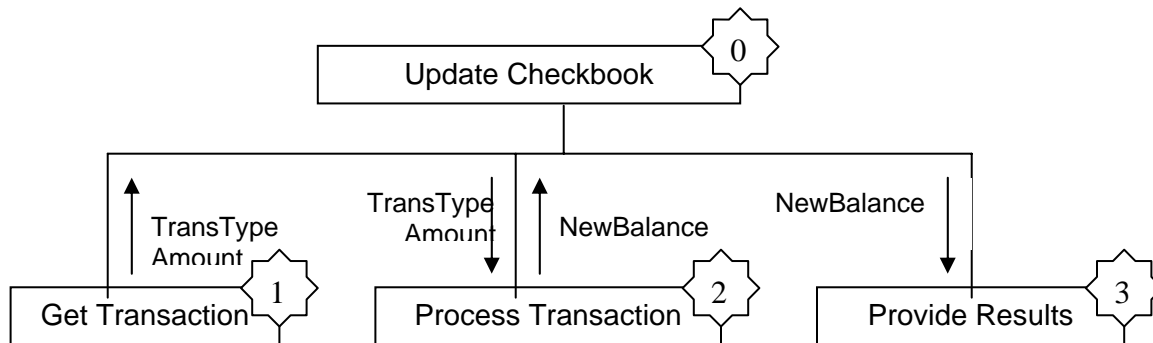 0
Update Checkbook
TransType
Amount
TransType
Amount
NewBalance
NewBalance
1
Get Transaction
2
Process Transaction
3
Provide Results